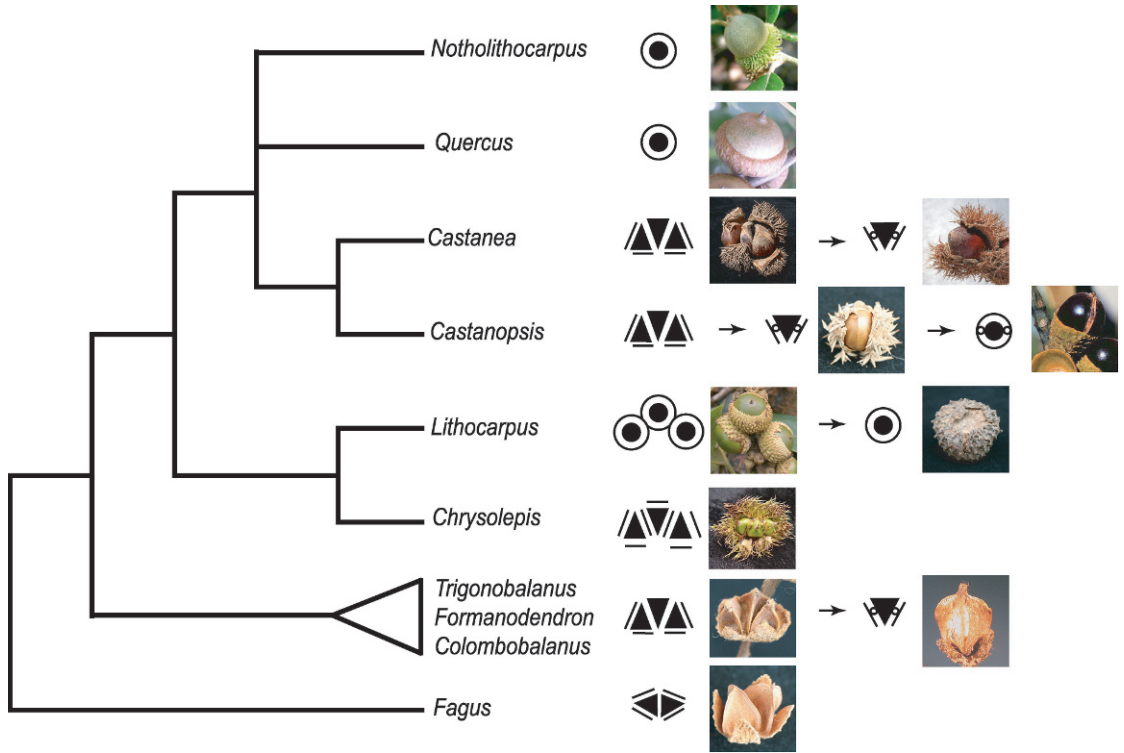 Notholithocarpus
Quercus
Castanea
Castanopsis
Lithocarpus
Chrysolepis
Trigonobalanus
Formanodendron
Colombobalanus
Fagus